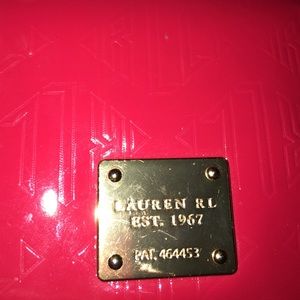 LAUREN RL
EST. 1967
PAT. 464453